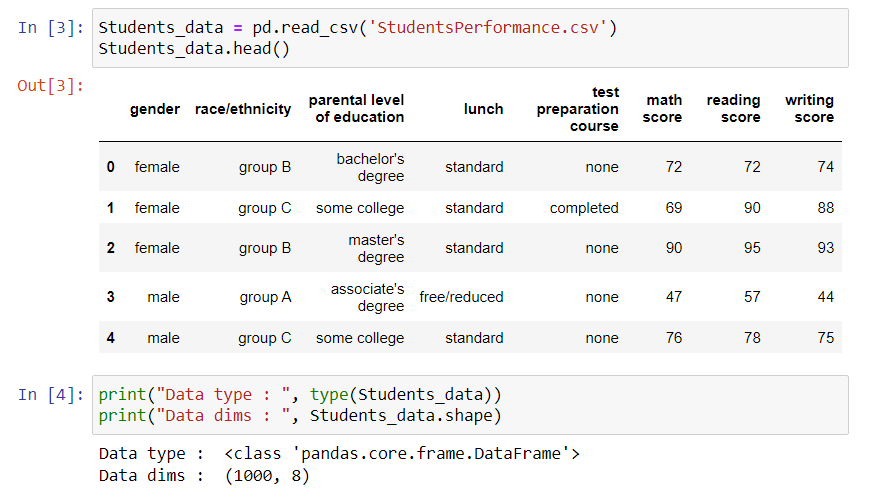 In [3]: Students_data = pd.read_csv('StudentsPerformance.csv')
Students_data.head()
Out[3]:
gender race/ethnicity parental level of education lunch test preparation course math score reading score writing score
0 female group B bachelor's degree standard none 72 72 74
1 female group C some college standard completed 69 90 88
2 female group B master's degree standard none 90 95 93
3 male group A associate's degree free/reduced none 47 57 44
4 male group C some college standard none 76 78 75
In [4]: print("Data type : ", type(Students_data))
print("Data dims : ", Students_data.shape)
Data type :  <class 'pandas.core.frame.DataFrame'>
Data dims :  (1000, 8)